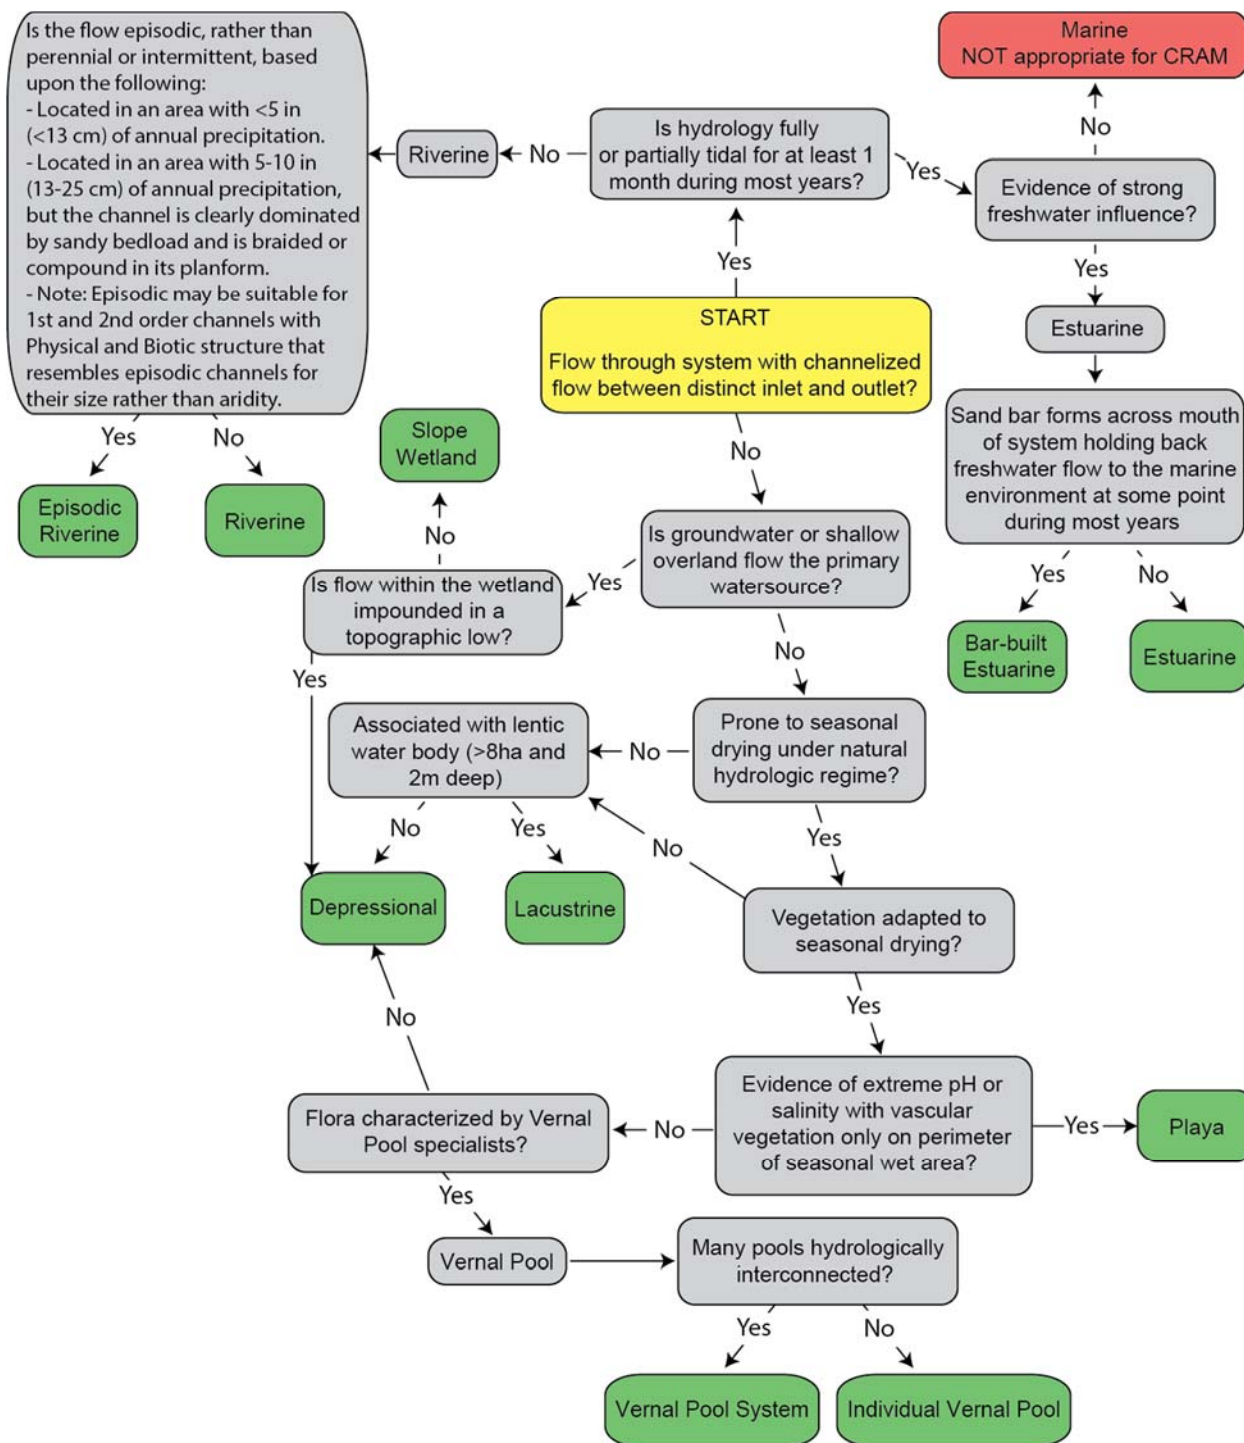 Is the flow episodic, rather than
perennial or intermittent, based
upon the following:
- Located in an area with <5 in
(<13 cm) of annual precipitation.
- Located in an area with 5-10 in
(13-25 cm) of annual precipitation,
but the channel is clearly dominated
by sandy bedload and is braided or
compound in its planform.
- Note: Episodic may be suitable for
1st and 2nd order channels with
Physical and Biotic structure that
resembles episodic channels for
their size rather than aridity.
Yes
No
Episodic
Riverine
Riverine
Riverine
No
Is hydrology fully
or partially tidal for at least 1
month during most years?
Yes
Marine
NOT appropriate for CRAM
No
Evidence of strong
freshwater influence?
Yes
Estuarine
Sand bar forms across mouth
of system holding back
freshwater flow to the marine
environment at some point
during most years
Yes
No
Bar-built
Estuarine
Estuarine
Yes
START
Flow through system with channelized
flow between distinct inlet and outlet?
No
Slope
Wetland
No
Is flow within the wetland
impounded in a
topographic low?
Yes
Is groundwater or shallow
overland flow the primary
watersource?
Yes
No
Associated with lentic
water body (>8ha and
2m deep)
No
Prone to seasonal
drying under natural
hydrologic regime?
No
Yes
No
Yes
Depressional
Lacustrine
Vegetation adapted to
seasonal drying?
No
Yes
Flora characterized by Vernal
Pool specialists?
No
Evidence of extreme pH or
salinity with vascular
vegetation only on perimeter
of seasonal wet area?
Yes
Playa
Yes
Vernal Pool
Many pools hydrologically
interconnected?
Yes
No
Vernal Pool System
Individual Vernal Pool